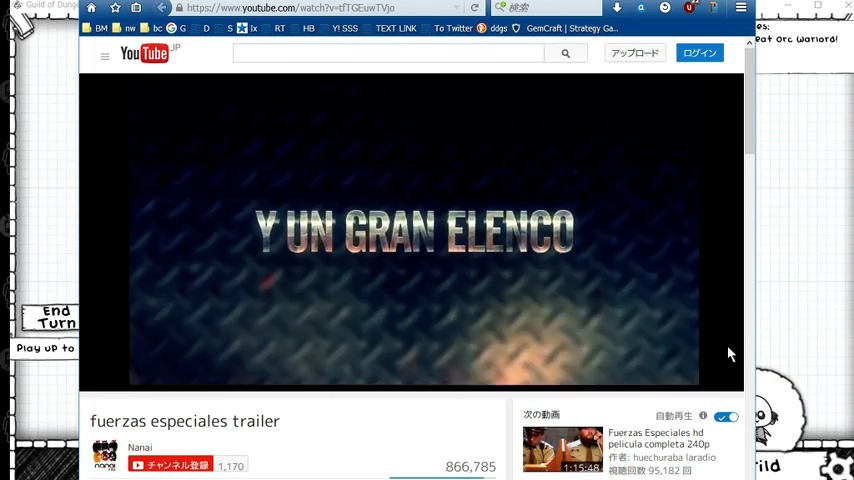 Guild of Dunge
https://www.youtube.com/watch?v=tfTGEuwTVjo
検索
BM
nw
bc
G
D
S
Ix
RT
HB
Y! SSS
TEXT LINK
To Twitter
ddgs
GemCraft | Strategy Ga..
es:
eat Orc Warlord!
YouTube JP
アップロード
ログイン
Y UN GRAN ELENCO
End
Turn
Play up to
fuerzas especiales trailer
Nanai
チャンネル登録
1,170
866,785
次の動画
自動再生
Fuerzas Especiales hd
pelicula completa 240p
作者: huechuraba laradio
視聴回数 95,182 回
1:15:48
ild